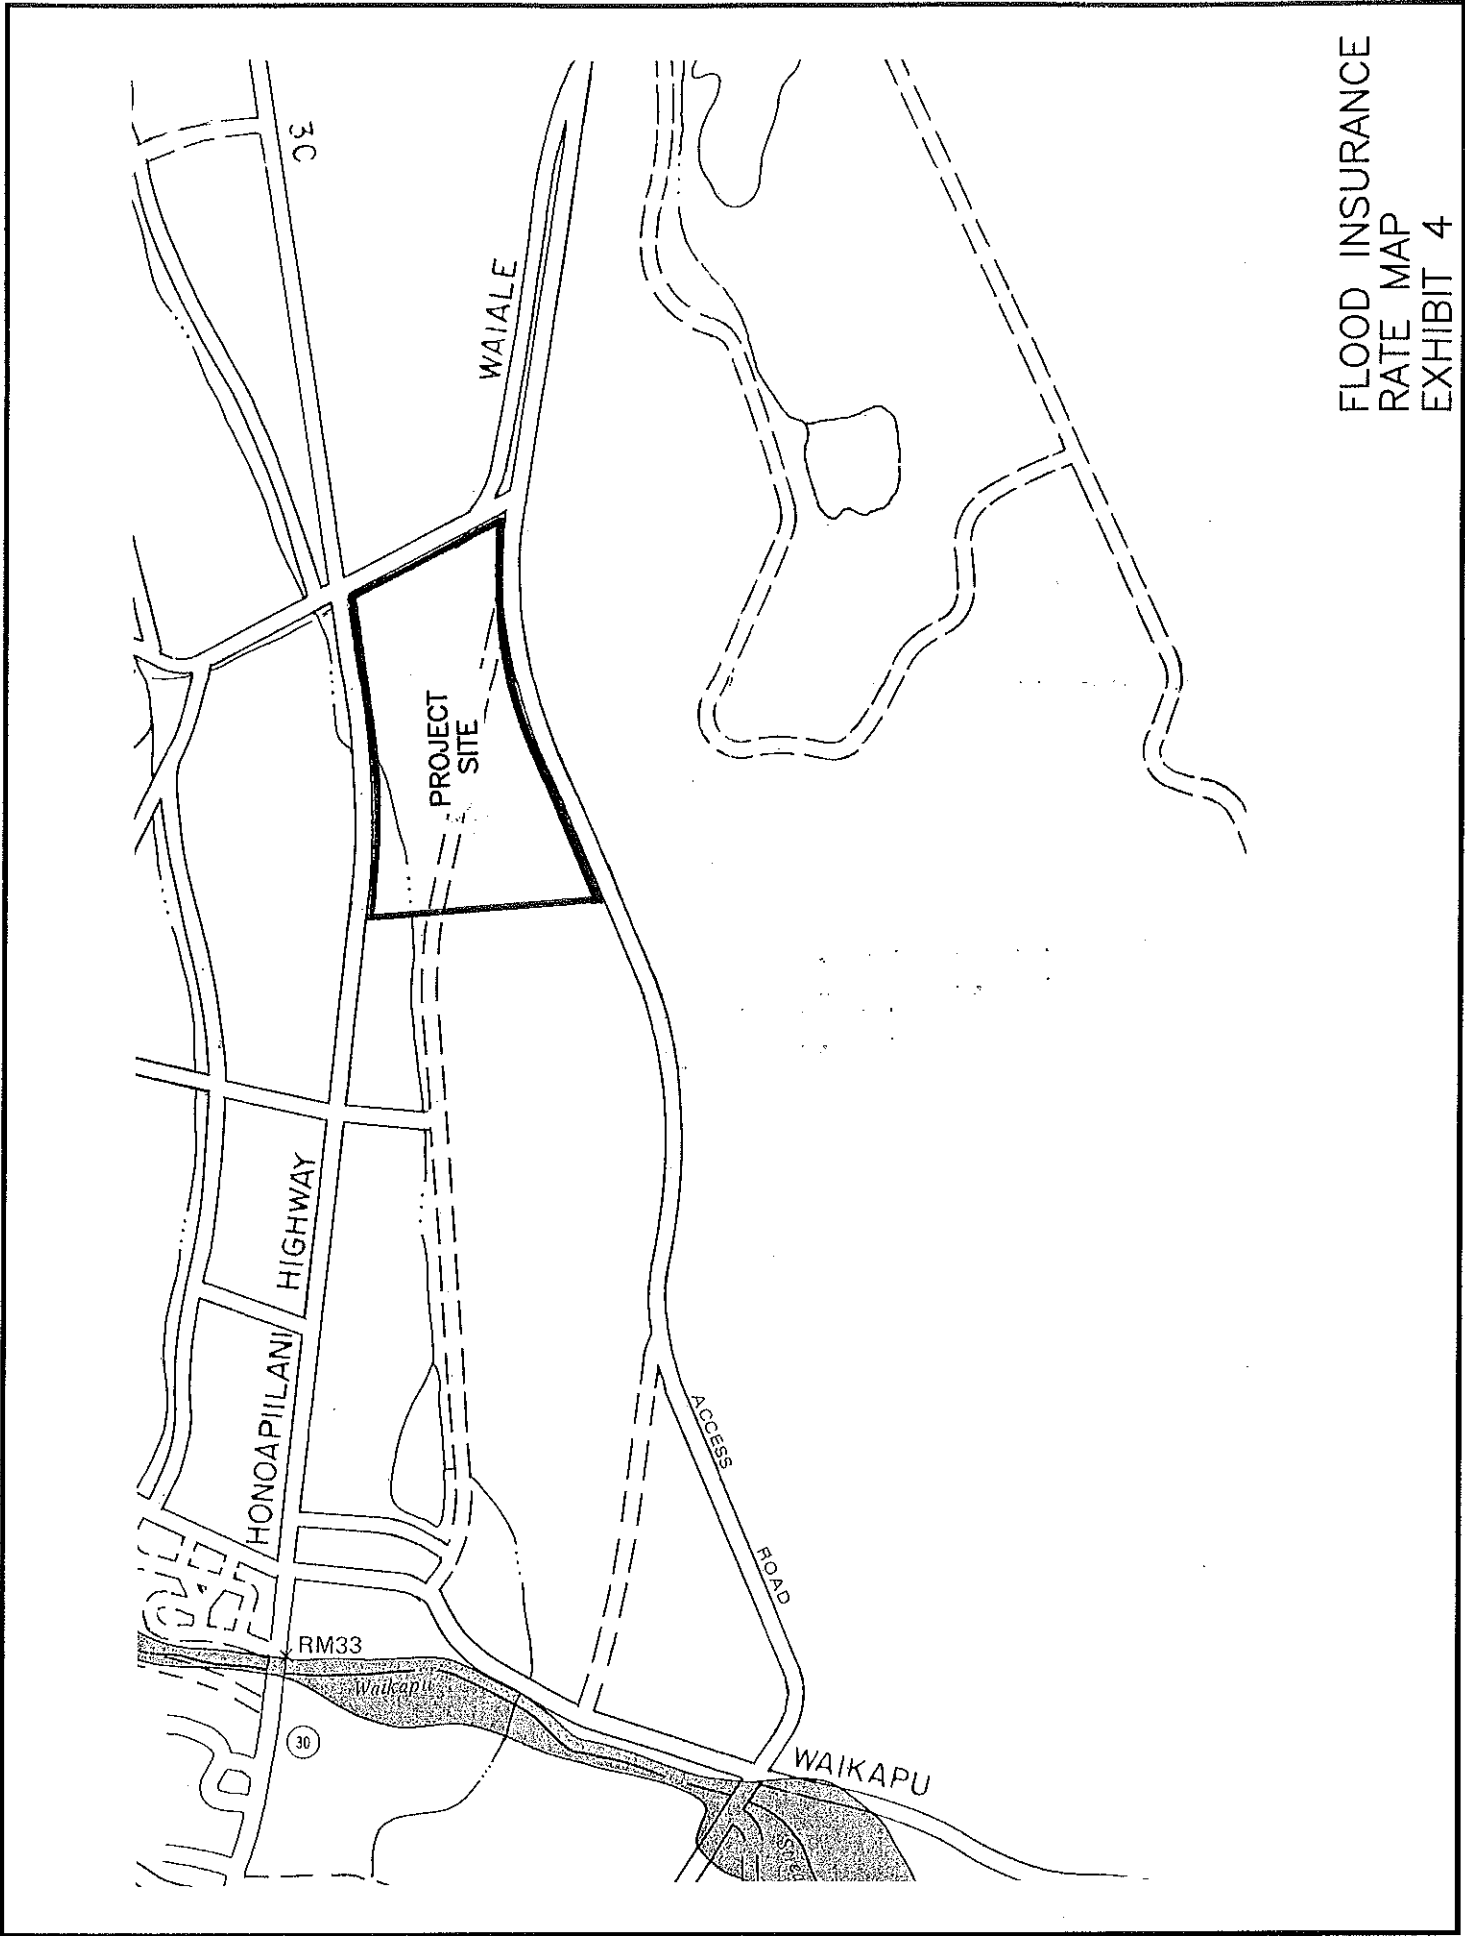 FLOOD INSURANCE
RATE MAP
EXHIBIT 4
3C
WAIALE
PROJECT
SITE
HONOAPIILANI HIGHWAY
ACCESS ROAD
RM33
Waikapu
30
WAIKAPU